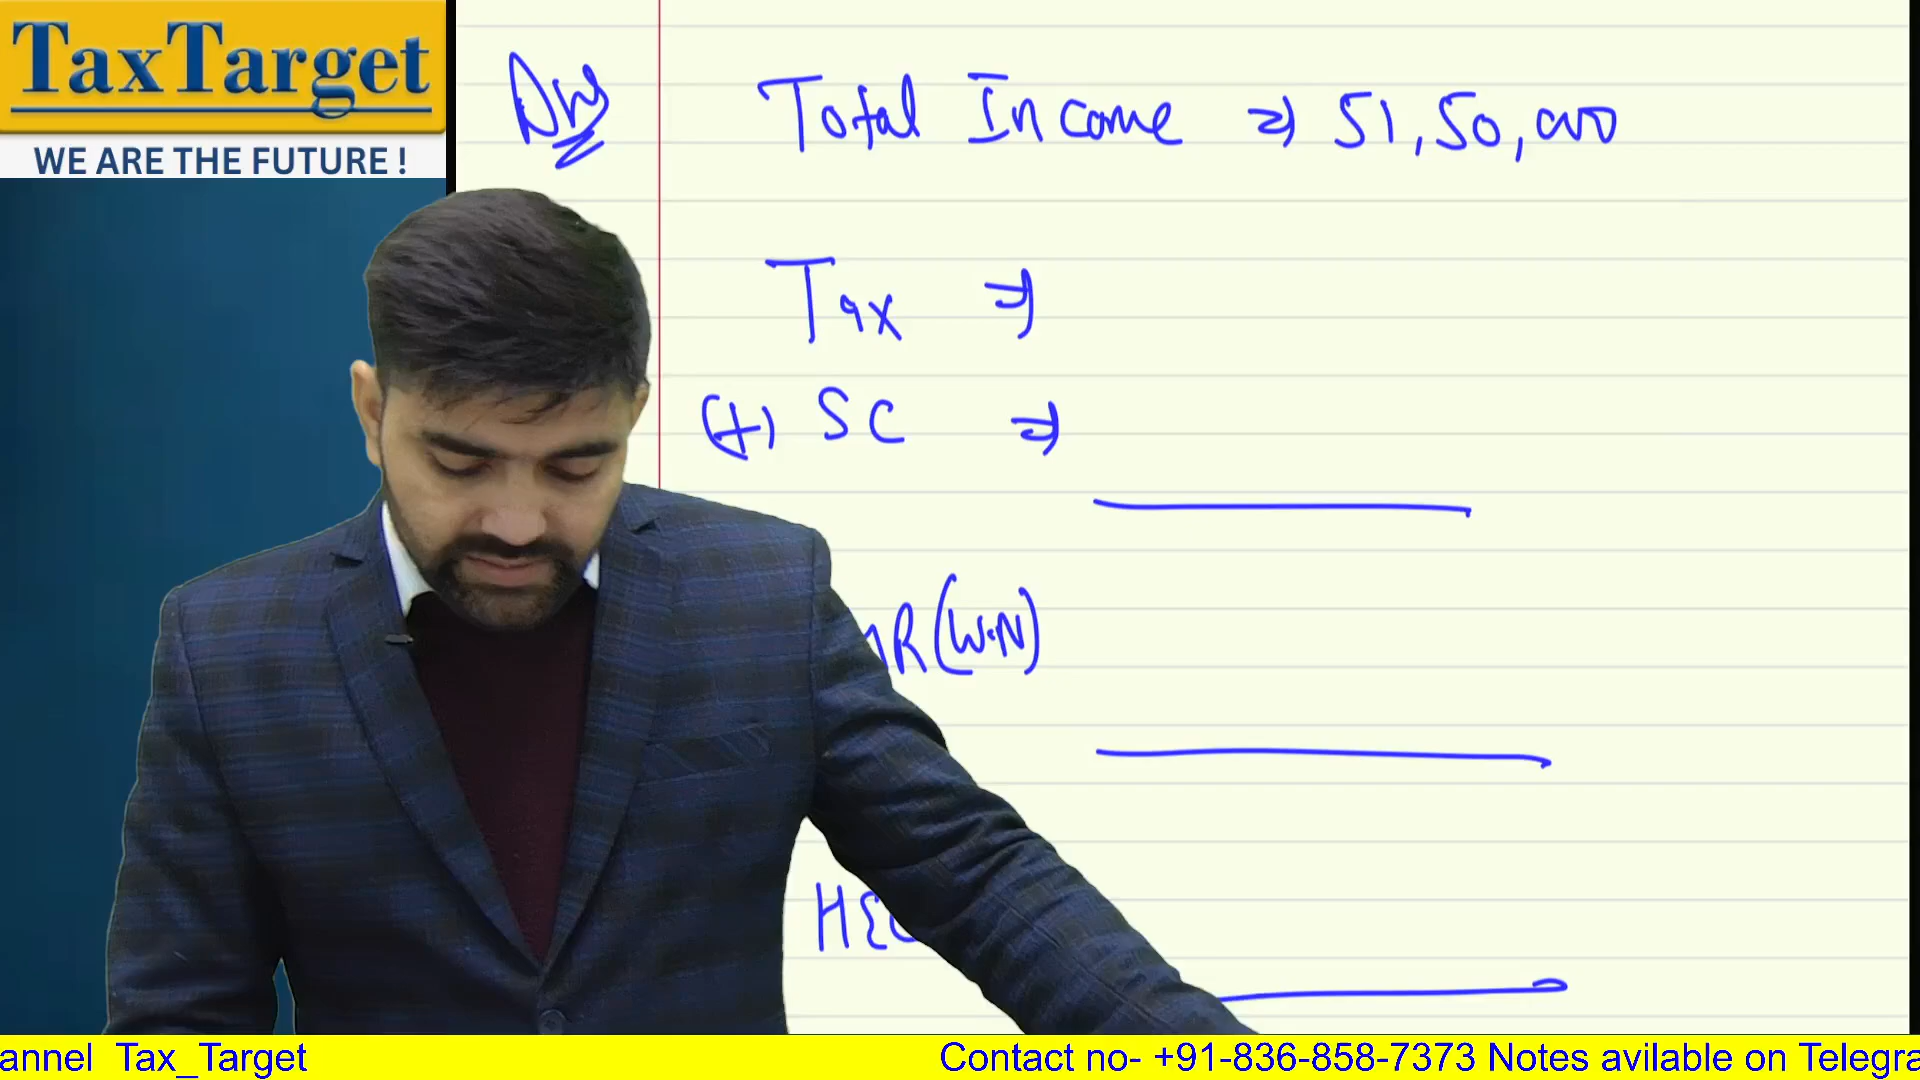 TaxTarget
WE ARE THE FUTURE !
Ans
Total Income ⇒ 51,50,000
Tax ⇒
(+) SC ⇒
R (W.N)
H&
annel Tax_Target
Contact no- +91-836-858-7373 Notes avilable on Telegra